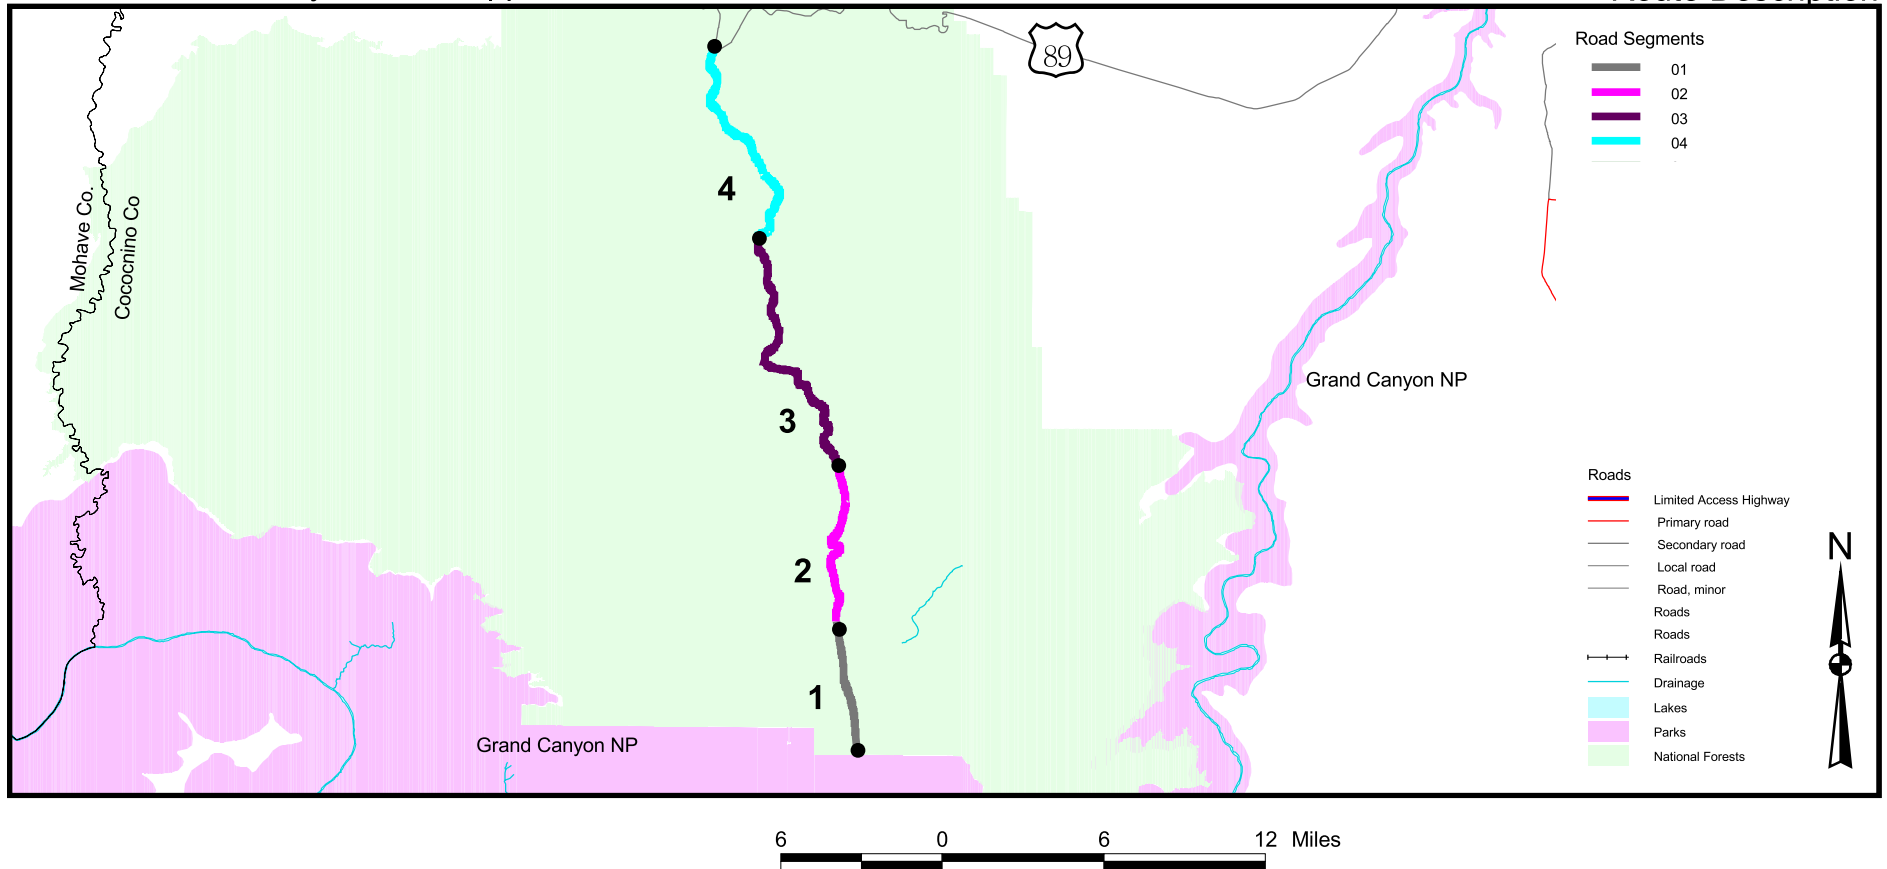 Route Description
89
Road Segments
01
02
03
04
4
Mohave Co.
Cococnino Co
Grand Canyon NP
3
Roads
Limited Access Highway
Primary road
Secondary road
Local road
Road, minor
Roads
Roads
Railroads
Drainage
Lakes
Parks
National Forests
N
2
1
Grand Canyon NP
6 0 6 12 Miles